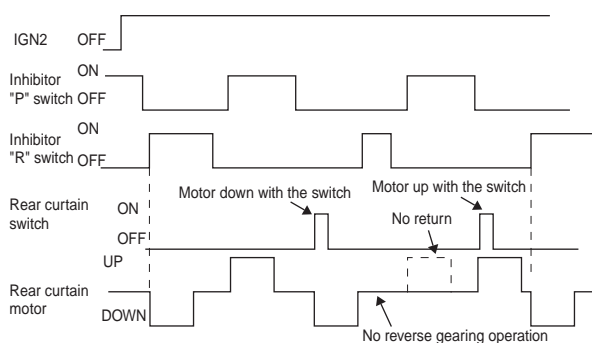 IGN2 OFF
Inhibitor ON
"P" switch OFF
Inhibitor ON
"R" switch OFF
Motor down with the switch
Motor up with the switch
Rear curtain ON
switch
OFF
No return
UP
Rear curtain
motor
DOWN
No reverse gearing operation